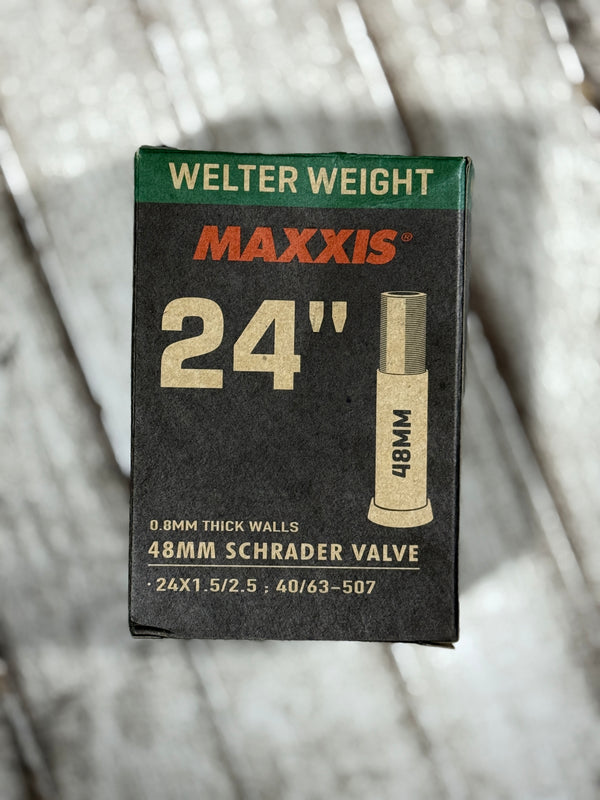 WELTER WEIGHT
MAXXIS®
24"
48MM
0.8MM THICK WALLS
48MM SCHRADER VALVE
· 24X1.5/2.5 : 40/63-507